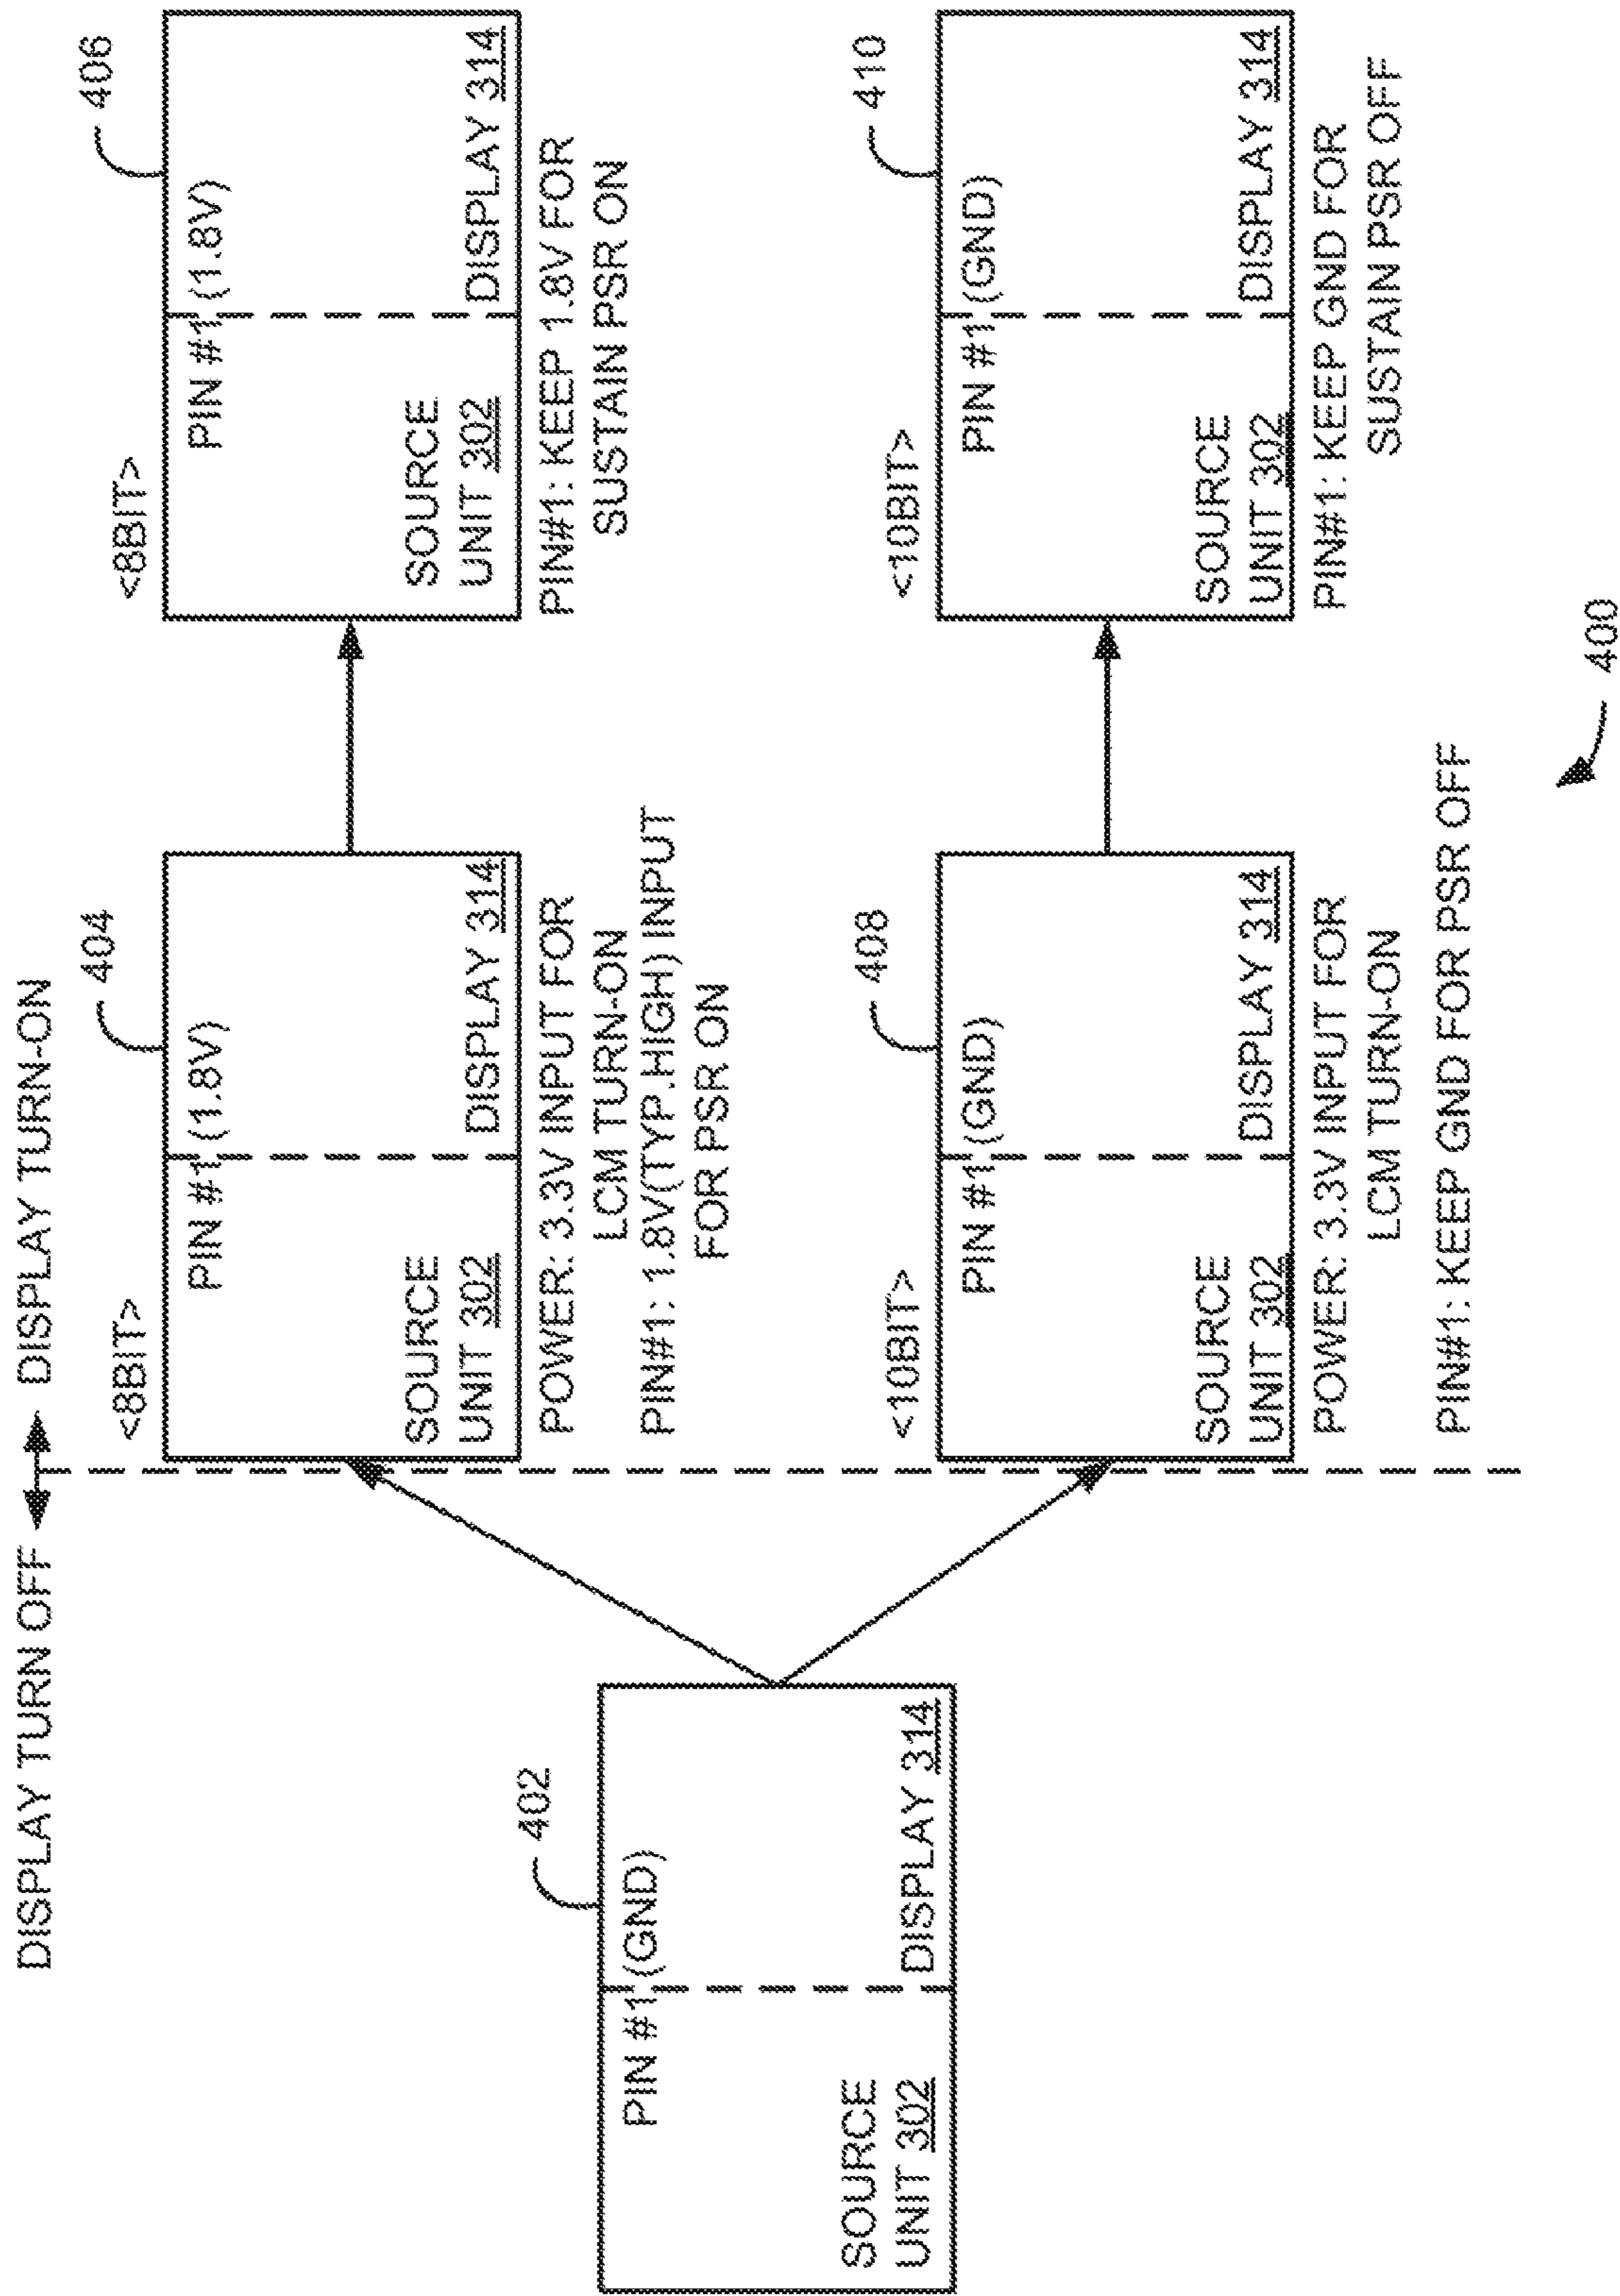 DISPLAY TURN OFF
DISPLAY TURN-ON
402
PIN #1 (GND)
SOURCE
UNIT 302
DISPLAY 314
<8BIT>
404
PIN #1 (1.8V)
SOURCE
UNIT 302
DISPLAY 314
POWER: 3.3V INPUT FOR
LCM TURN-ON
PIN#1: 1.8V(TYP.HIGH) INPUT
FOR PSR ON
<8BIT>
406
PIN #1 (1.8V)
SOURCE
UNIT 302
DISPLAY 314
PIN#1: KEEP 1.8V FOR
SUSTAIN PSR ON
<10BIT>
408
PIN #1 (GND)
SOURCE
UNIT 302
DISPLAY 314
POWER: 3.3V INPUT FOR
LCM TURN-ON
PIN#1: KEEP GND FOR PSR OFF
<10BIT>
410
PIN #1 (GND)
SOURCE
UNIT 302
DISPLAY 314
PIN#1: KEEP GND FOR
SUSTAIN PSR OFF
400